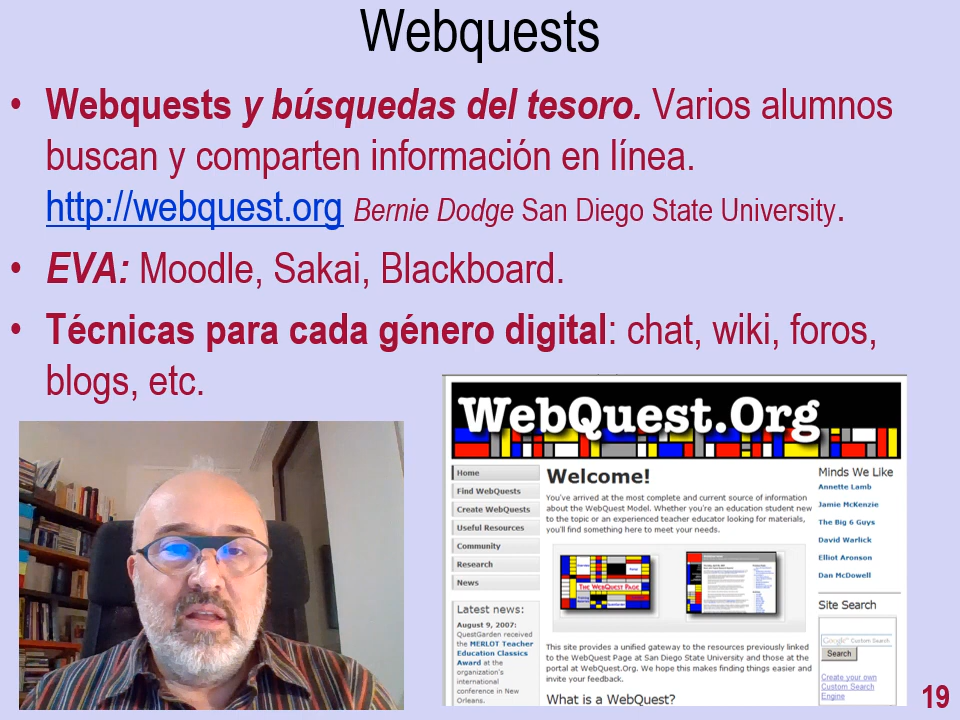 Webquests
• Webquests y búsquedas del tesoro. Varios alumnos
buscan y comparten información en línea.
http://webquest.org Bernie Dodge San Diego State University.
• EVA: Moodle, Sakai, Blackboard.
• Técnicas para cada género digital: chat, wiki, foros,
blogs, etc.
WebQuest.Org
Home
Find WebQuests
Create WebQuests
Useful Resources
Community
Research
News
Latest news:
August 9, 2007:
QuestGarden received
the MERLOT Teacher
Education Classics
Award at the
organization's
international
conference in New
Orleans.
Welcome!
You've arrived at the most complete and current source of information
about the WebQuest Model. Whether you're an education student new
to the topic or an experienced teacher educator looking for materials,
you'll find something here to meet your needs.
THE WEBQUEST PAGE
This site provides a unified gateway to the resources previously linked
to the WebQuest Page at San Diego State University and those at the
portal at WebQuest.Org. We hope this makes finding things easier and
invite your feedback.
What is a WebQuest?
Minds We Like
Annette Lamb
Jamie McKenzie
The Big 6 Guys
David Warlick
Elliot Aronson
Dan McDowell
Site Search
Google Custom Search
Search
Create your own
Custom Search
Engine
19